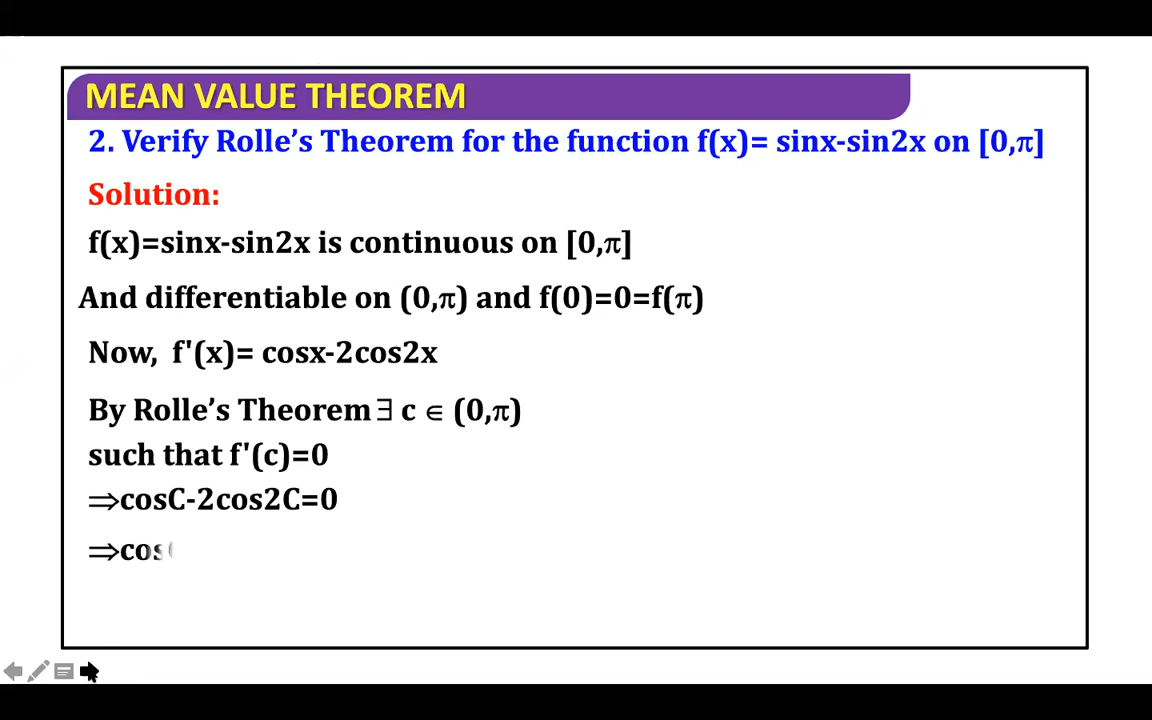 MEAN VALUE THEOREM
2. Verify Rolle’s Theorem for the function f(x)= sinx-sin2x on [0,π]
Solution:
f(x)=sinx-sin2x is continuous on [0,π]
And differentiable on (0,π) and f(0)=0=f(π)
Now, f'(x)= cosx-2cos2x
By Rolle’s Theorem ∃ c ∈ (0,π)
such that f'(c)=0
⇒cosC-2cos2C=0
⇒cos